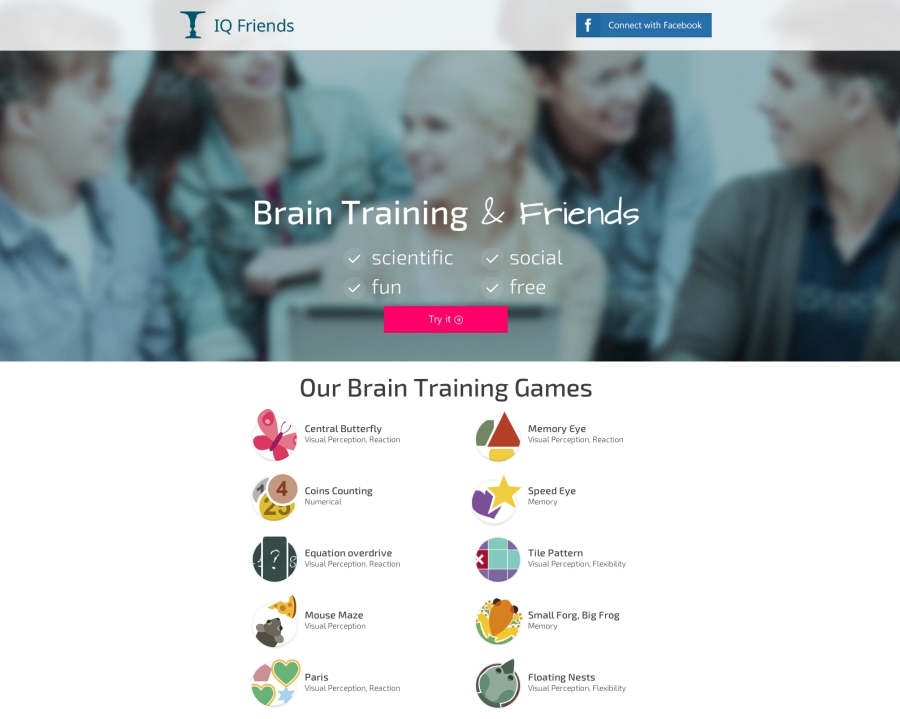 IQ Friends
f Connect with Facebook
Brain Training & Friends
scientific
social
fun
free
Try it
Our Brain Training Games
Central Butterfly
Visual Perception, Reaction
Memory Eye
Visual Perception, Reaction
4
25
Coins Counting
Numerical
Speed Eye
Memory
?
Equation overdrive
Visual Perception, Reaction
x
Tile Pattern
Visual Perception, Flexibility
Mouse Maze
Visual Perception
Small Forg, Big Frog
Memory
Paris
Visual Perception, Reaction
Floating Nests
Visual Perception, Flexibility